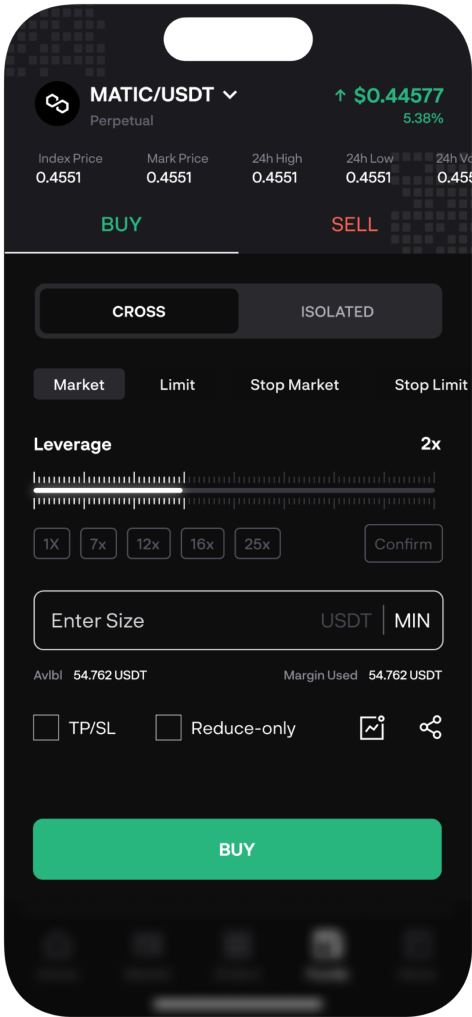 MATIC/USDT
↑ $0.44577
Perpetual
5.38%
Index Price Mark Price 24h High 24h Low 24h Vo
0.4551 0.4551 0.4551 0.4551 0.455
BUY SELL
CROSS ISOLATED
Market Limit Stop Market Stop Limit
Leverage 2x
1X 7x 12x 16x 25x Confirm
Enter Size USDT MIN
Avlbl 54.762 USDT Margin Used 54.762 USDT
TP/SL Reduce-only
BUY